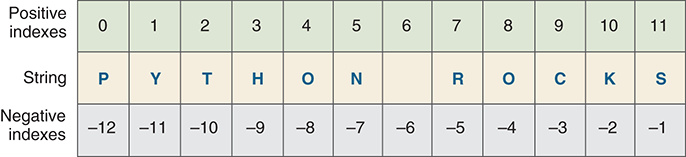 Positive indexes 0 1 2 3 4 5 6 7 8 9 10 11
String P Y T H O N R O C K S
Negative indexes –12 –11 –10 –9 –8 –7 –6 –5 –4 –3 –2 –1